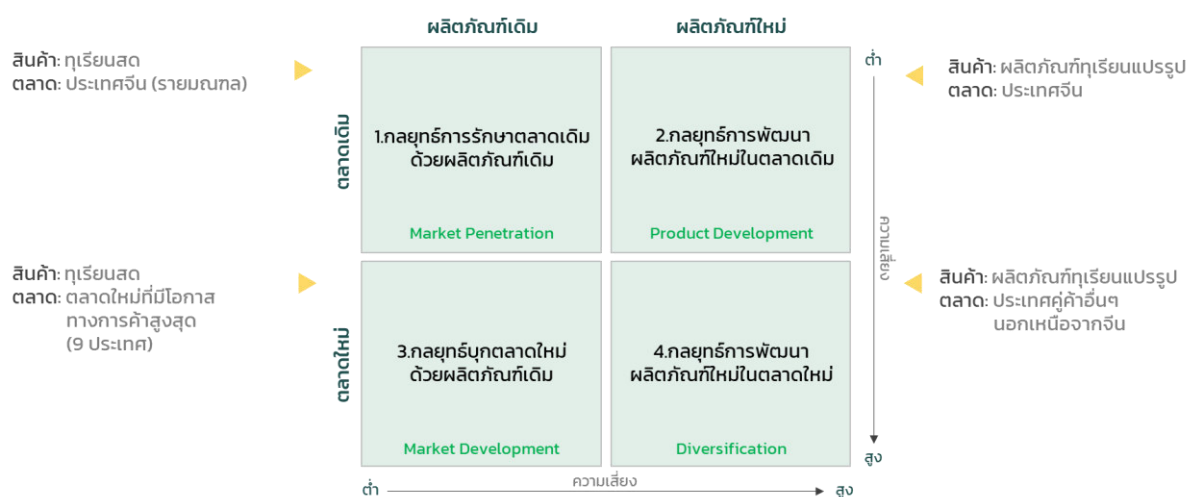 ผลิตภัณฑ์เดิม
ผลิตภัณฑ์ใหม่
สินค้า: ทุเรียนสด
ตลาด: ประเทศจีน (รายมณฑล)
ตลาดเดิม
1.กลยุทธ์การรักษาตลาดเดิม
ด้วยผลิตภัณฑ์เดิม
Market Penetration
2.กลยุทธ์การพัฒนา
ผลิตภัณฑ์ใหม่ในตลาดเดิม
Product Development
ต่ำ
สินค้า: ผลิตภัณฑ์ทุเรียนแปรรูป
ตลาด: ประเทศจีน
ความเสี่ยง
สินค้า: ทุเรียนสด
ตลาด: ตลาดใหม่ที่มีโอกาส
ทางการค้าสูงสุด
(9 ประเทศ)
ตลาดใหม่
3.กลยุทธ์บุกตลาดใหม่
ด้วยผลิตภัณฑ์เดิม
Market Development
4.กลยุทธ์การพัฒนา
ผลิตภัณฑ์ใหม่ในตลาดใหม่
Diversification
สินค้า: ผลิตภัณฑ์ทุเรียนแปรรูป
ตลาด: ประเทศคู่ค้าอื่นๆ
นอกเหนือจากจีน
สูง
ต่ำ
ความเสี่ยง
สูง